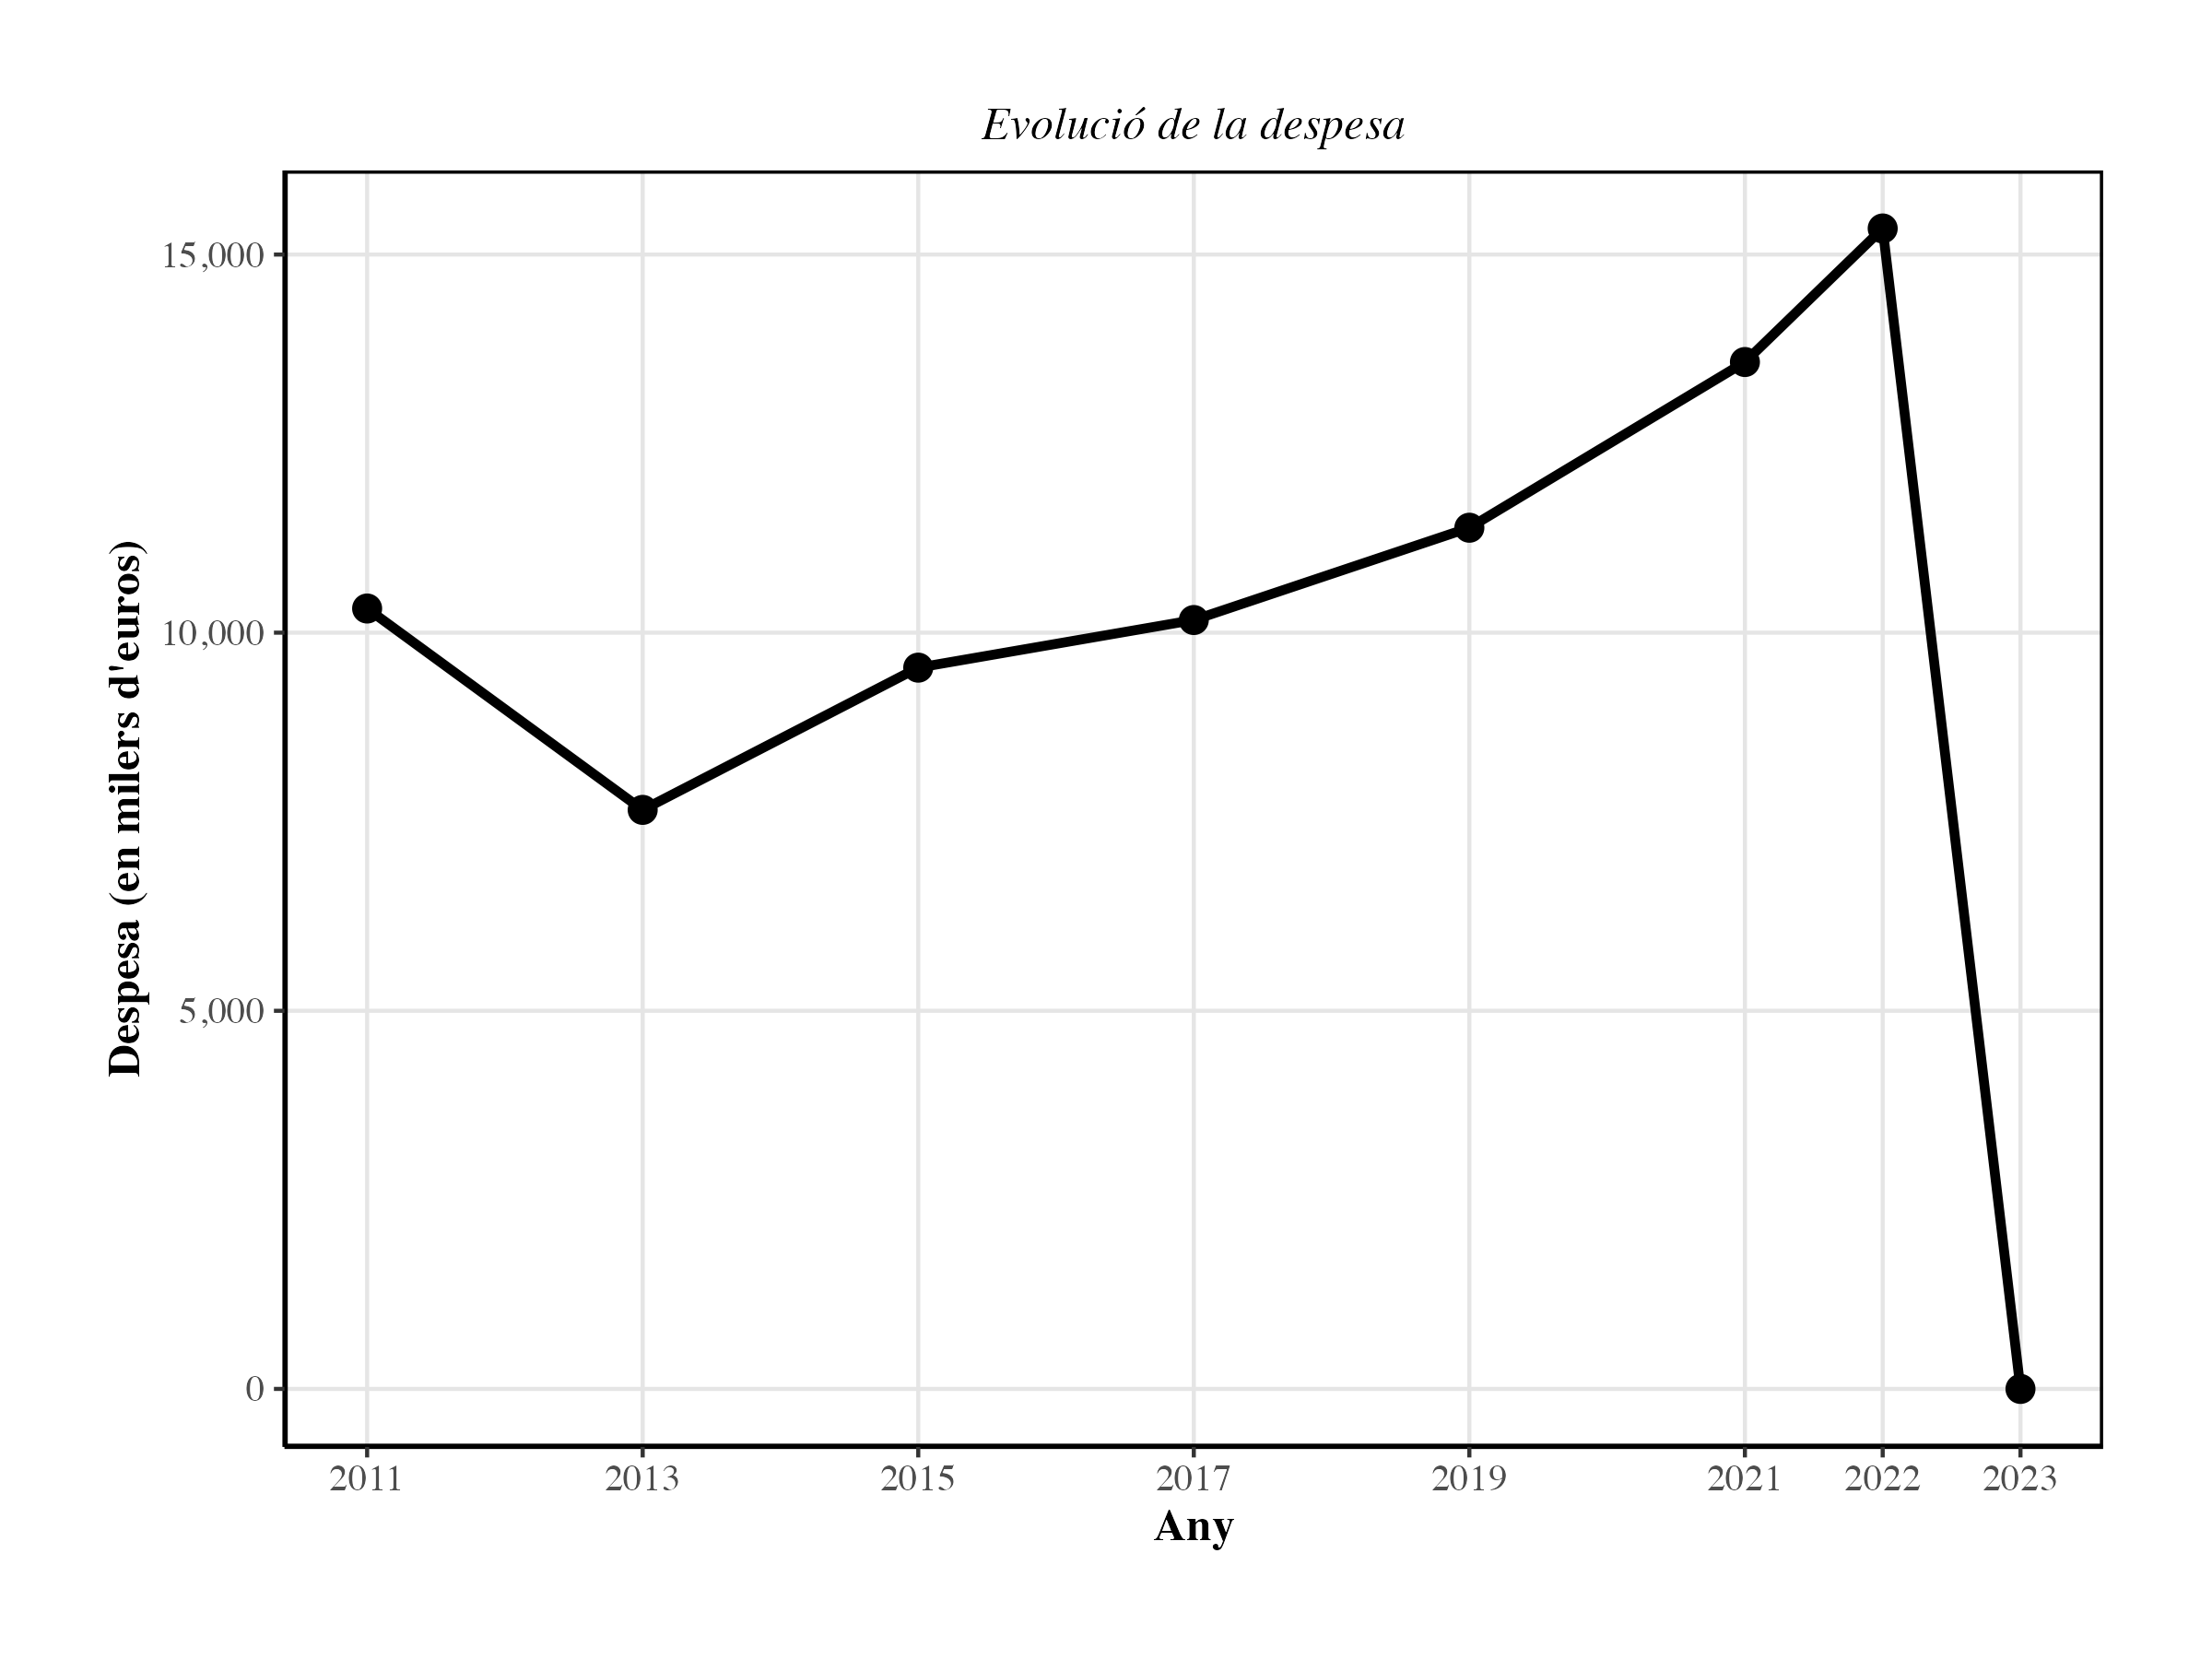 Evolució de la despesa
Despesa (en milers d'euros)
15,000
10,000
5,000
0
2011 2013 2015 2017 2019 2021 2022 2023
Any